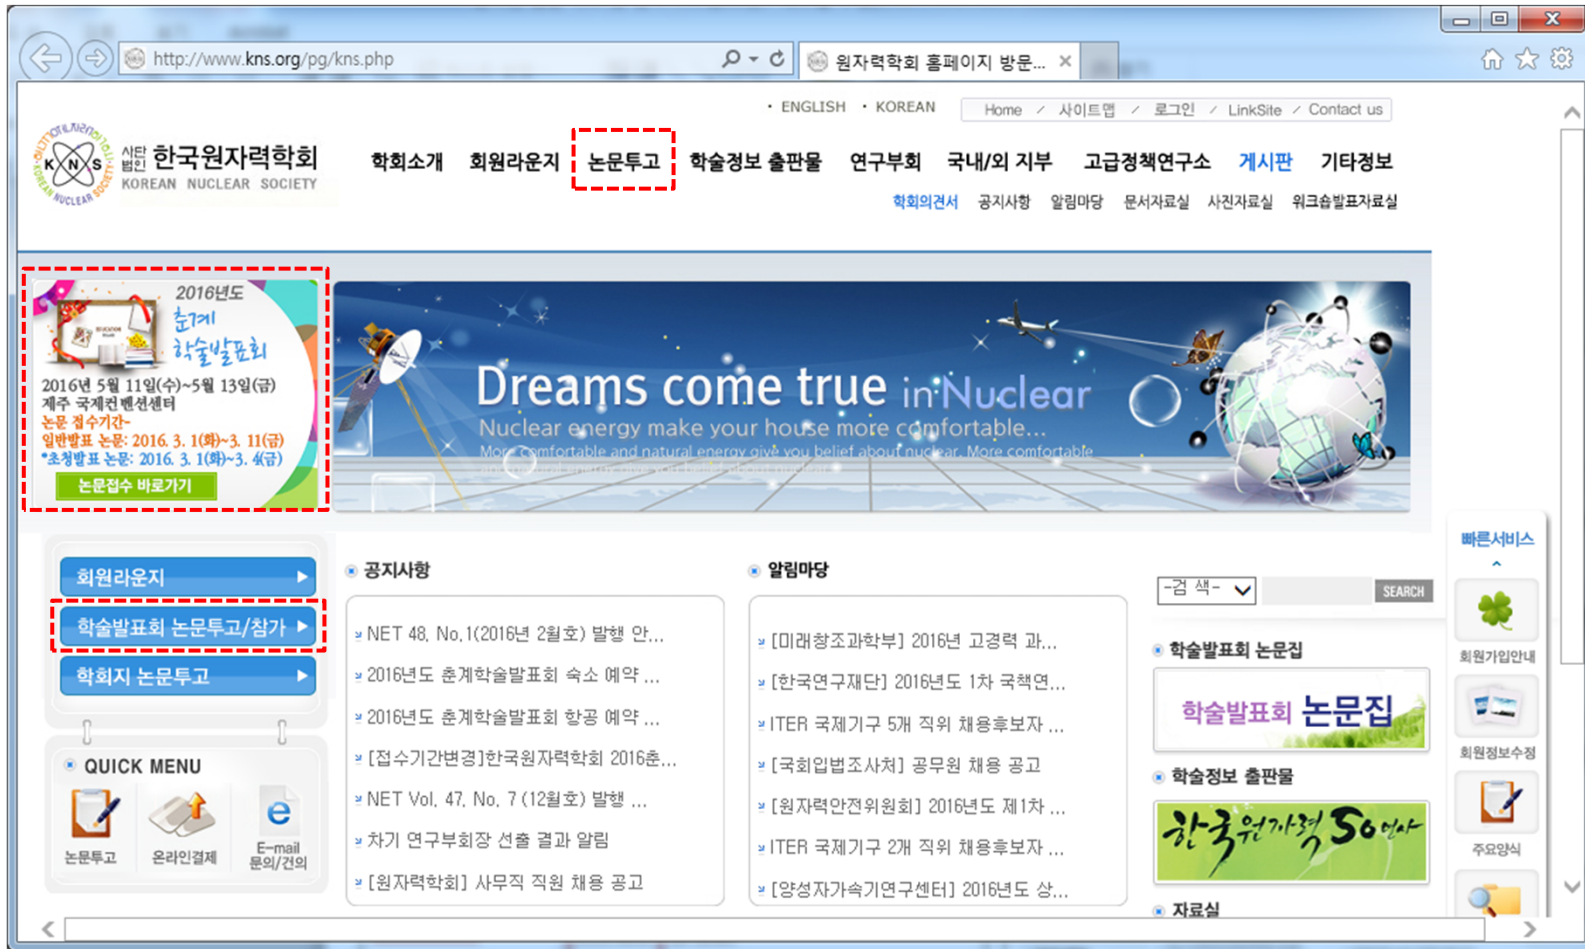 http://www.kns.org/pg/kns.php
원자력학회 홈페이지 방문...
· ENGLISH · KOREAN
Home / 사이트맵 / 로그인 / LinkSite / Contact us
KNS
사단법인 한국원자력학회
KOREAN NUCLEAR SOCIETY
학회소개 회원라운지 논문투고 학술정보 출판물 연구부회 국내/외 지부 고급정책연구소 게시판 기타정보
학회의견서 공지사항 알림마당 문서자료실 사진자료실 워크숍발표자료실
2016년도
춘계
학술발표회
2016년 5월 11일(수)~5월 13일(금)
제주 국제컨벤션센터
논문 접수기간~
일반발표 논문: 2016. 3. 1(화)~3. 11(금)
*초청발표 논문: 2016. 3. 1(화)~3. 4(금)
논문접수 바로가기
Dreams come true in Nuclear
Nuclear energy make your house more comfortable...
More comfortable and natural energy give you belief about nuclear. More comfortable
and natural energy give you belief about nuclear
회원라운지
학술발표회 논문투고/참가
학회지 논문투고
QUICK MENU
논문투고
온라인결제
E-mail
문의/건의
공지사항
NET 48, No.1(2016년 2월호) 발행 안...
2016년도 춘계학술발표회 숙소 예약 ...
2016년도 춘계학술발표회 항공 예약 ...
[접수기간변경]한국원자력학회 2016춘...
NET Vol. 47, No. 7 (12월호) 발행 ...
차기 연구부회장 선출 결과 알림
[원자력학회] 사무직 직원 채용 공고
알림마당
[미래창조과학부] 2016년 고경력 과...
[한국연구재단] 2016년도 1차 국책연...
ITER 국제기구 5개 직위 채용후보자 ...
[국회입법조사처] 공무원 채용 공고
[원자력안전위원회] 2016년도 제1차 ...
ITER 국제기구 2개 직위 채용후보자 ...
[양성자가속기연구센터] 2016년도 상...
-검 색-
SEARCH
학술발표회 논문집
학술발표회 논문집
학술정보 출판물
한국원자력 50년사
자료실
빠른서비스
회원가입안내
회원정보수정
주요양식